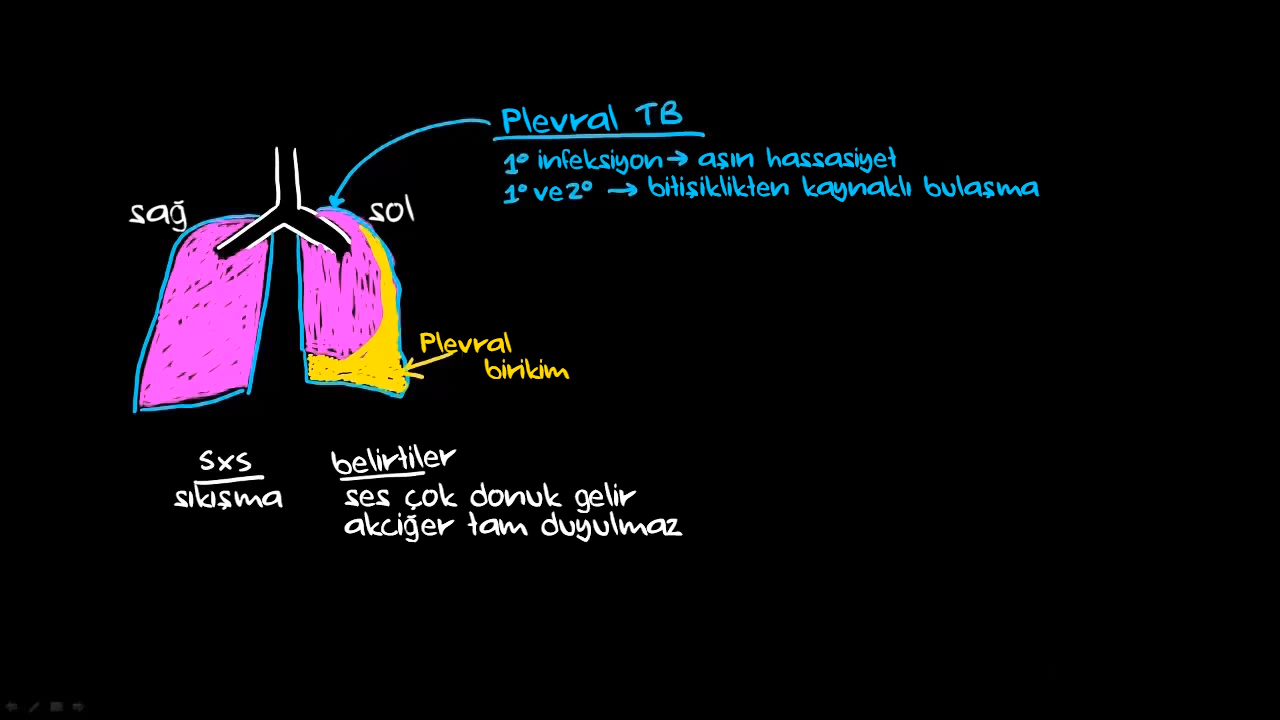 Plevral TB
1° infeksiyon → aşırı hassasiyet
1° ve 2° → bitişiklikten kaynaklı bulaşma
sağ
sol
Plevral
birikim
sxs
sıkışma
belirtiler
ses çok donuk gelir
akciğer tam duyulmaz